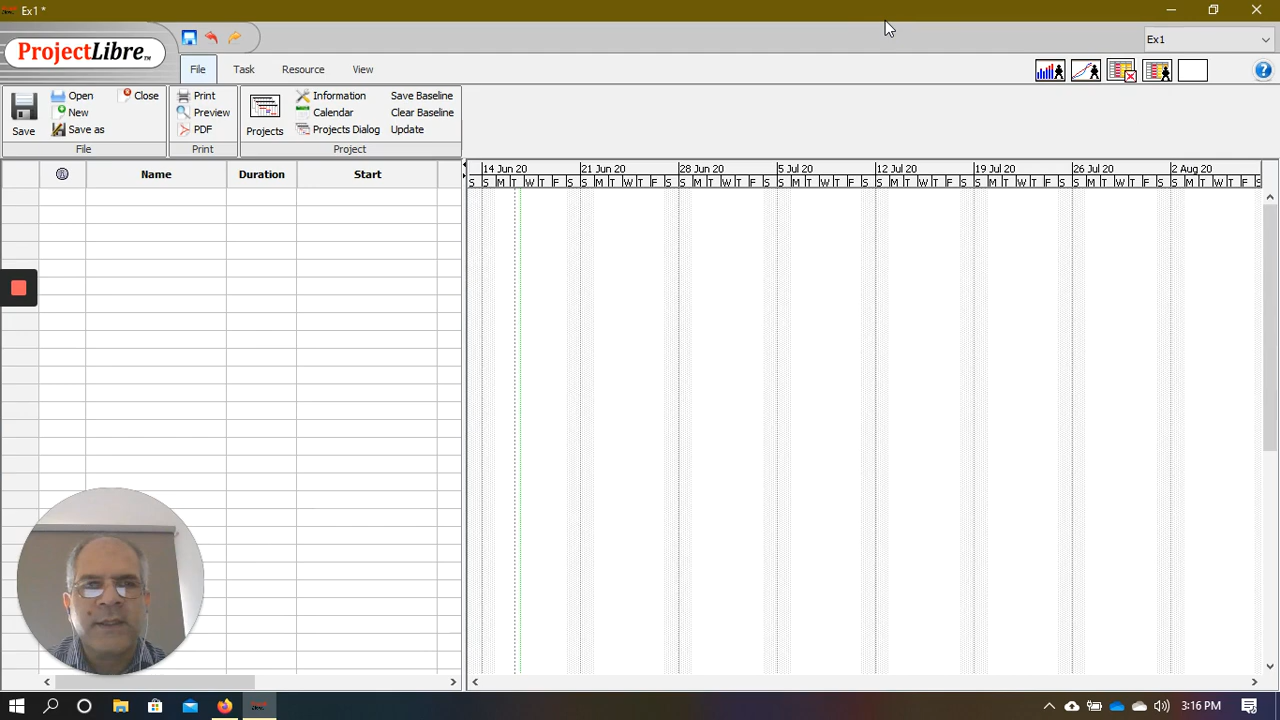 Ex1 *
ProjectLibre™
Ex1
File Task Resource View
Save Open New Save as Close
File
Print Preview PDF
Print
Projects Information Calendar Projects Dialog Save Baseline Clear Baseline Update
Project
Name Duration Start
14 Jun 20 21 Jun 20 28 Jun 20 5 Jul 20 12 Jul 20 19 Jul 20 26 Jul 20 2 Aug 20
S S M T W T F S S M T W T F S S M T W T F S S M T W T F S S M T W T F S S M T W T F S S M T W T F S S M T W T F S
3:16 PM